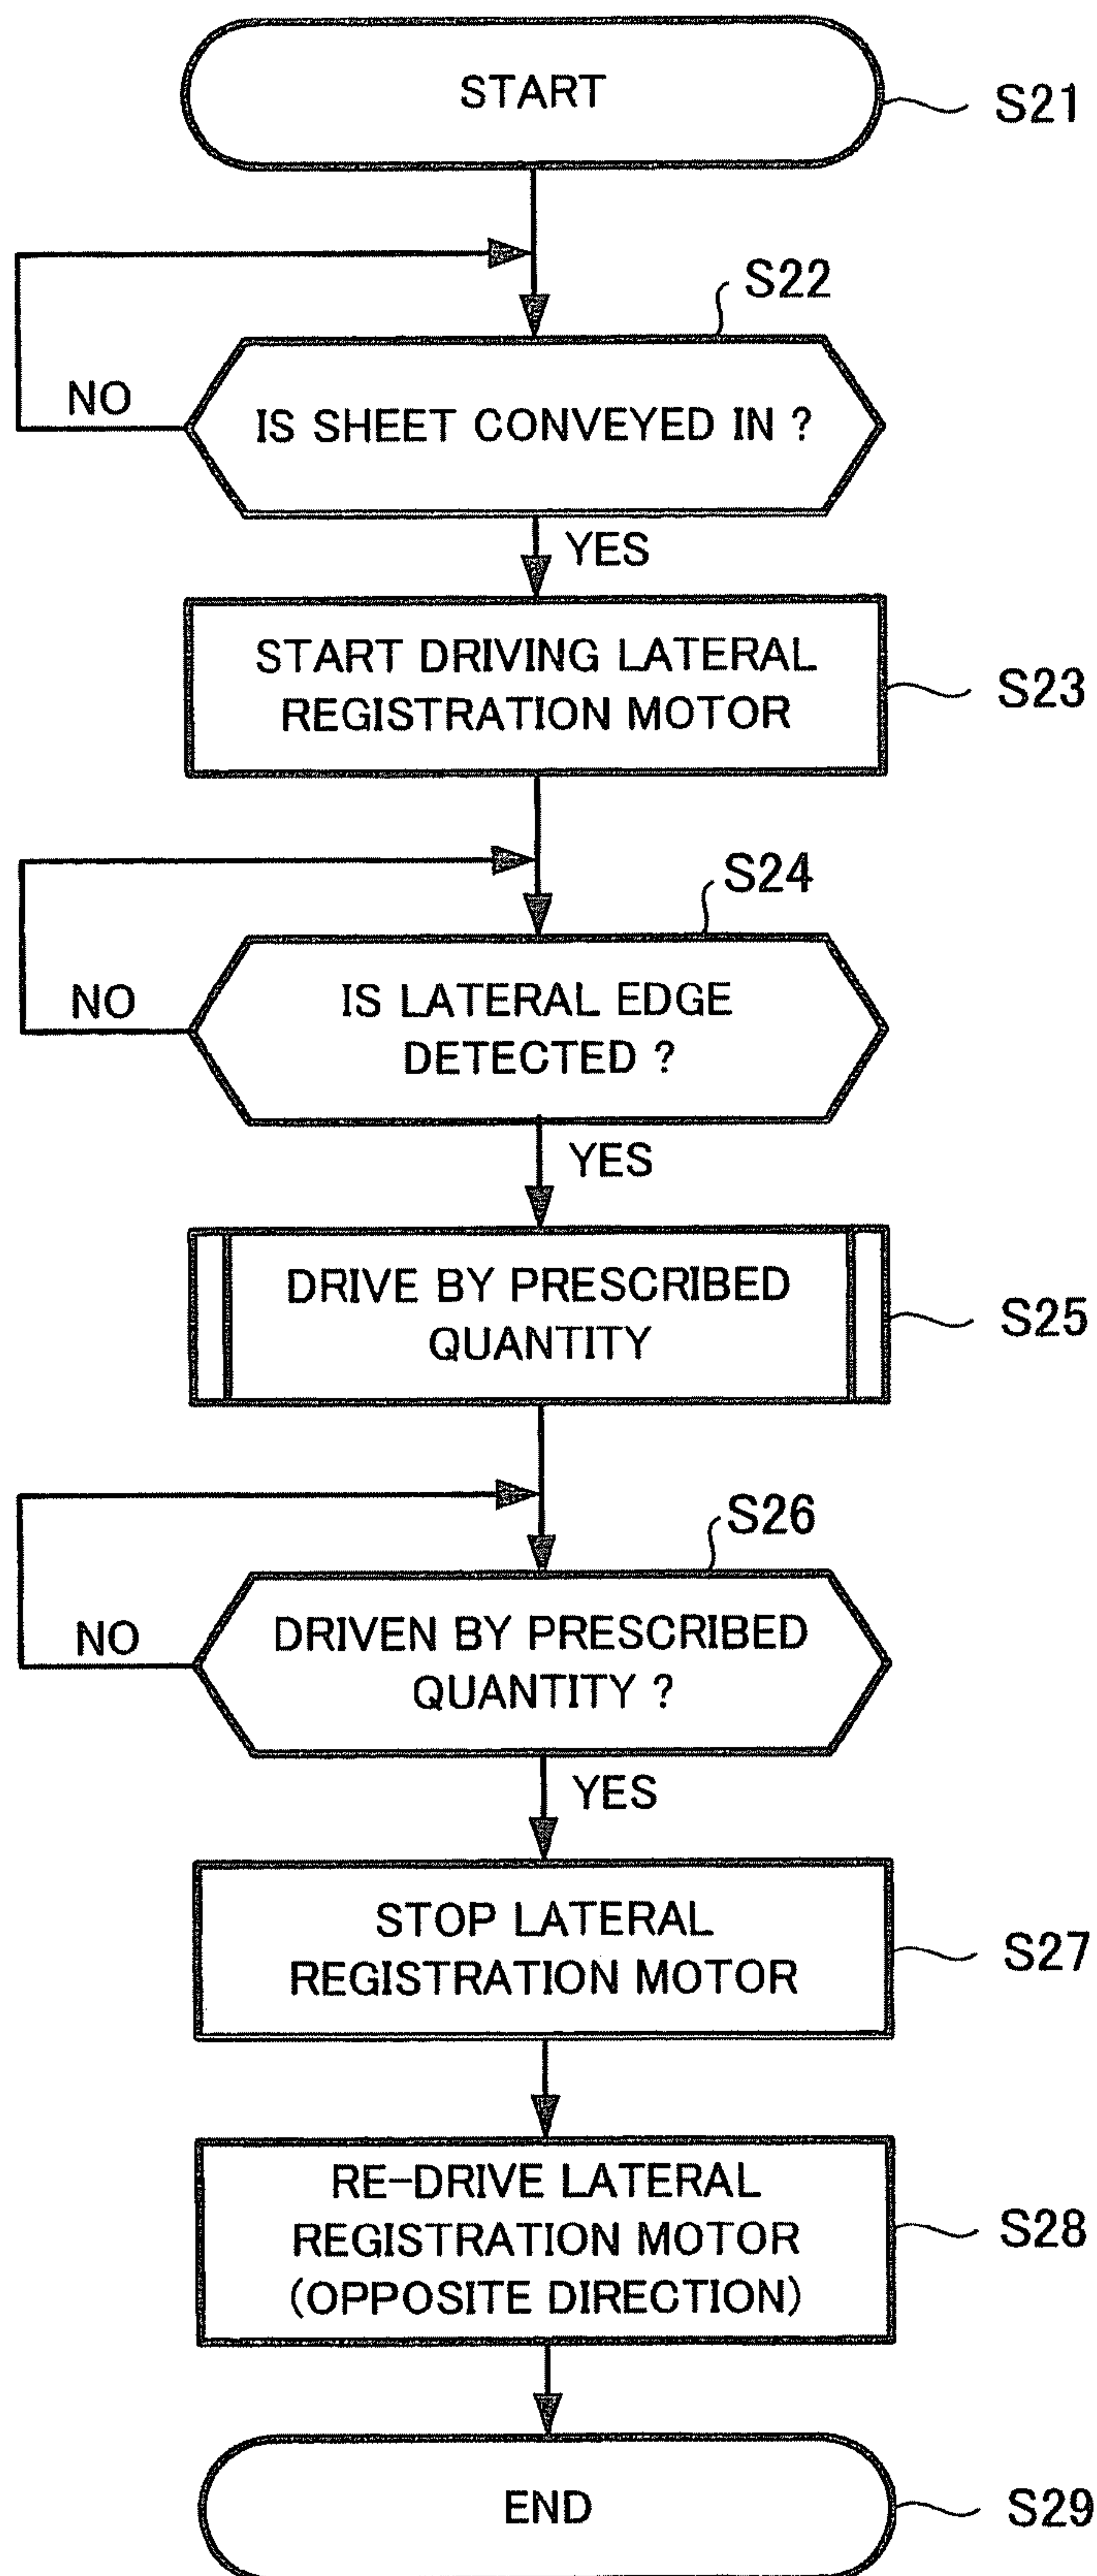 START
S21
S22
NO
IS SHEET CONVEYED IN ?
YES
START DRIVING LATERAL
REGISTRATION MOTOR
S23
S24
NO
IS LATERAL EDGE
DETECTED ?
YES
DRIVE BY PRESCRIBED
QUANTITY
S25
S26
NO
DRIVEN BY PRESCRIBED
QUANTITY ?
YES
STOP LATERAL
REGISTRATION MOTOR
S27
RE-DRIVE LATERAL
REGISTRATION MOTOR
(OPPOSITE DIRECTION)
S28
END
S29